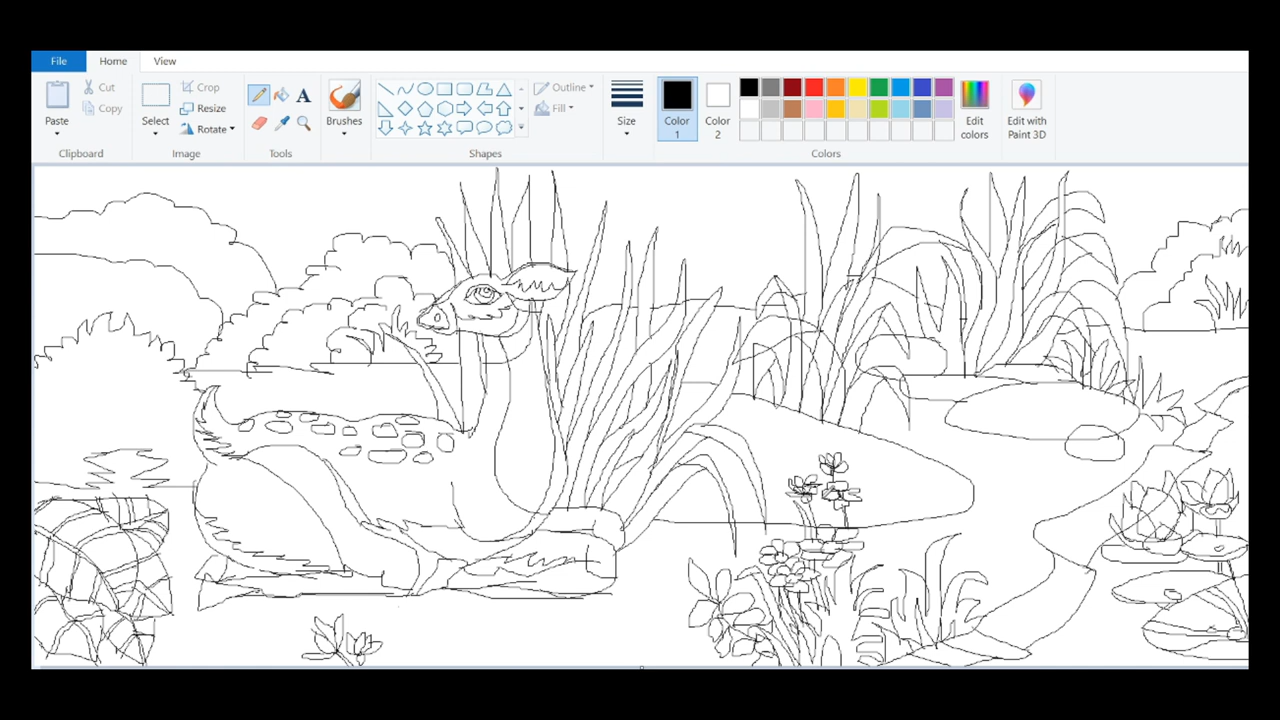 File Home View
Paste Cut Copy
Clipboard
Select Crop Resize Rotate
Image
A
Tools
Brushes
Outline Fill
Shapes
Size
Color 1
Color 2
Edit colors
Colors
Edit with Paint 3D